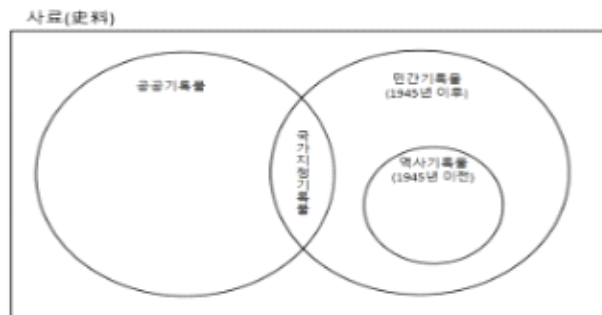 사료(史料)
공공기록물
민간기록물
(1945년 이후)
국가지정기록물
역사기록물
(1945년 이전)